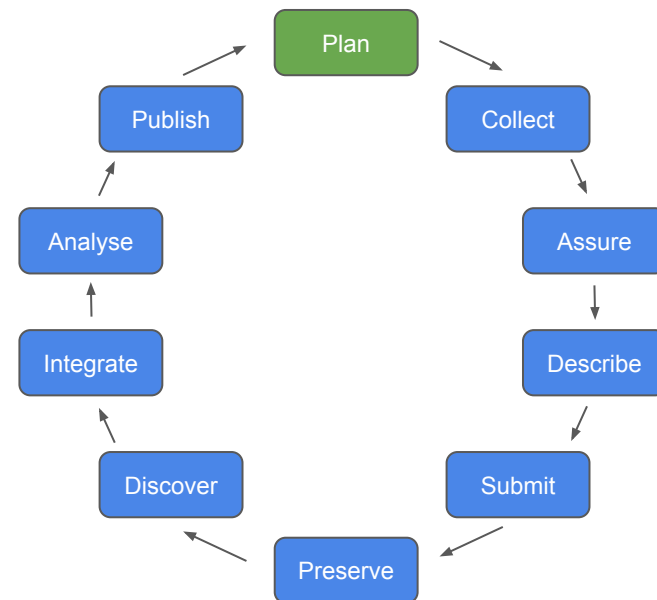 Plan
Collect
Assure
Describe
Submit
Preserve
Discover
Integrate
Analyse
Publish